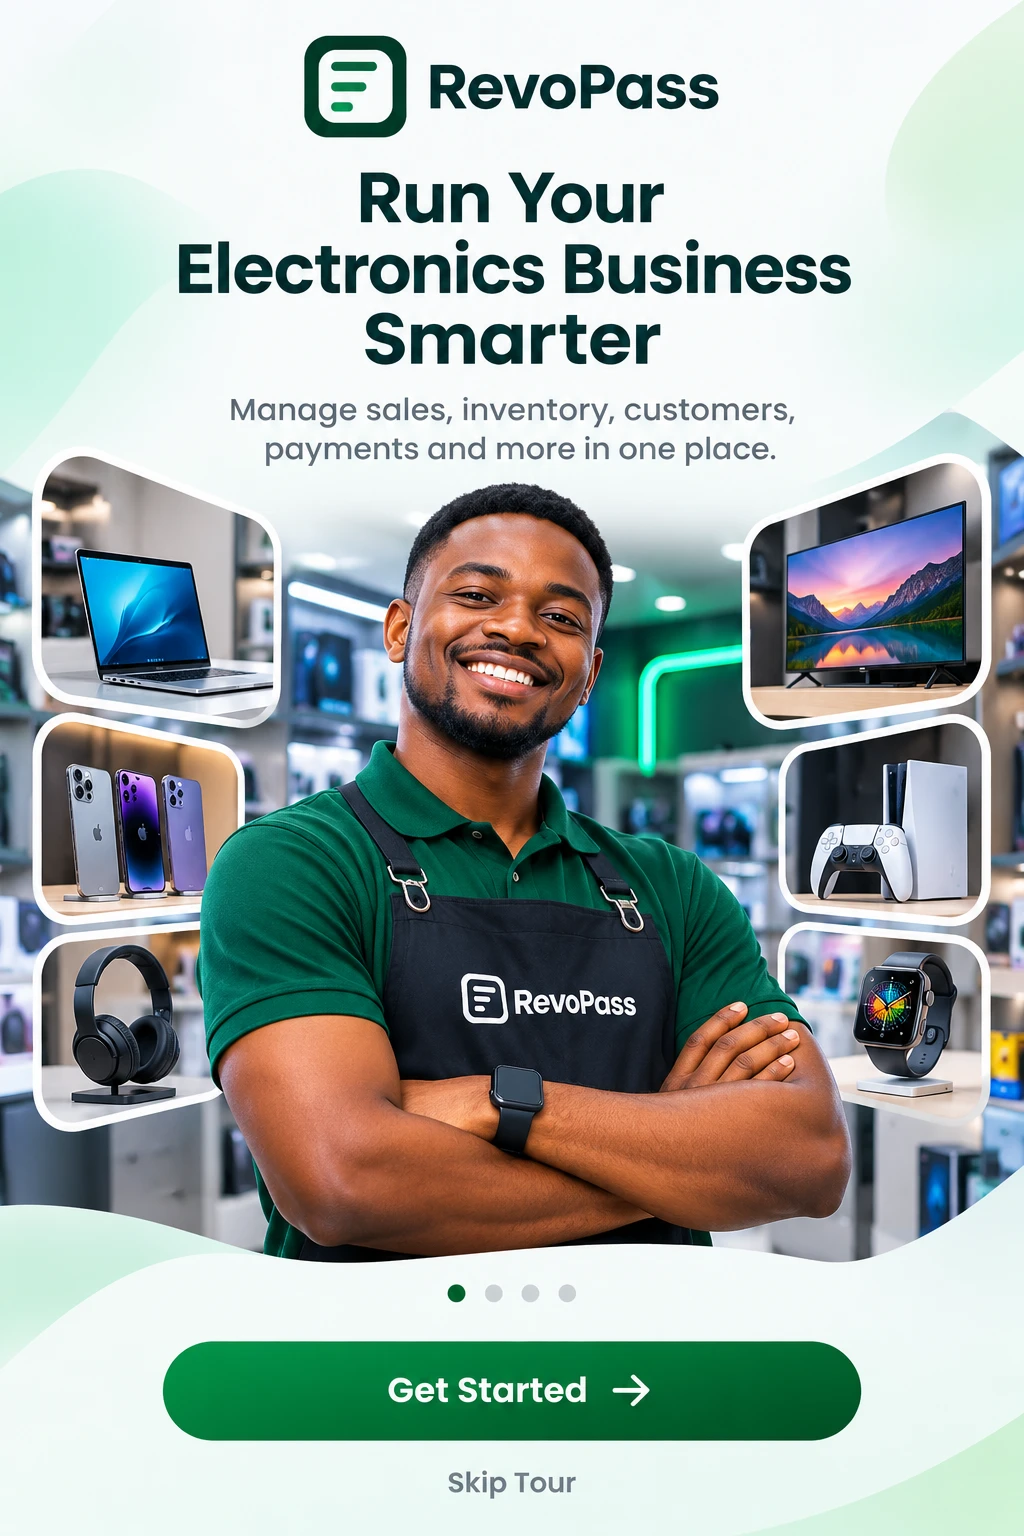 RevoPass
Run Your
Electronics Business
Smarter
Manage sales, inventory, customers,
payments and more in one place.
RevoPass
Get Started →
Skip Tour